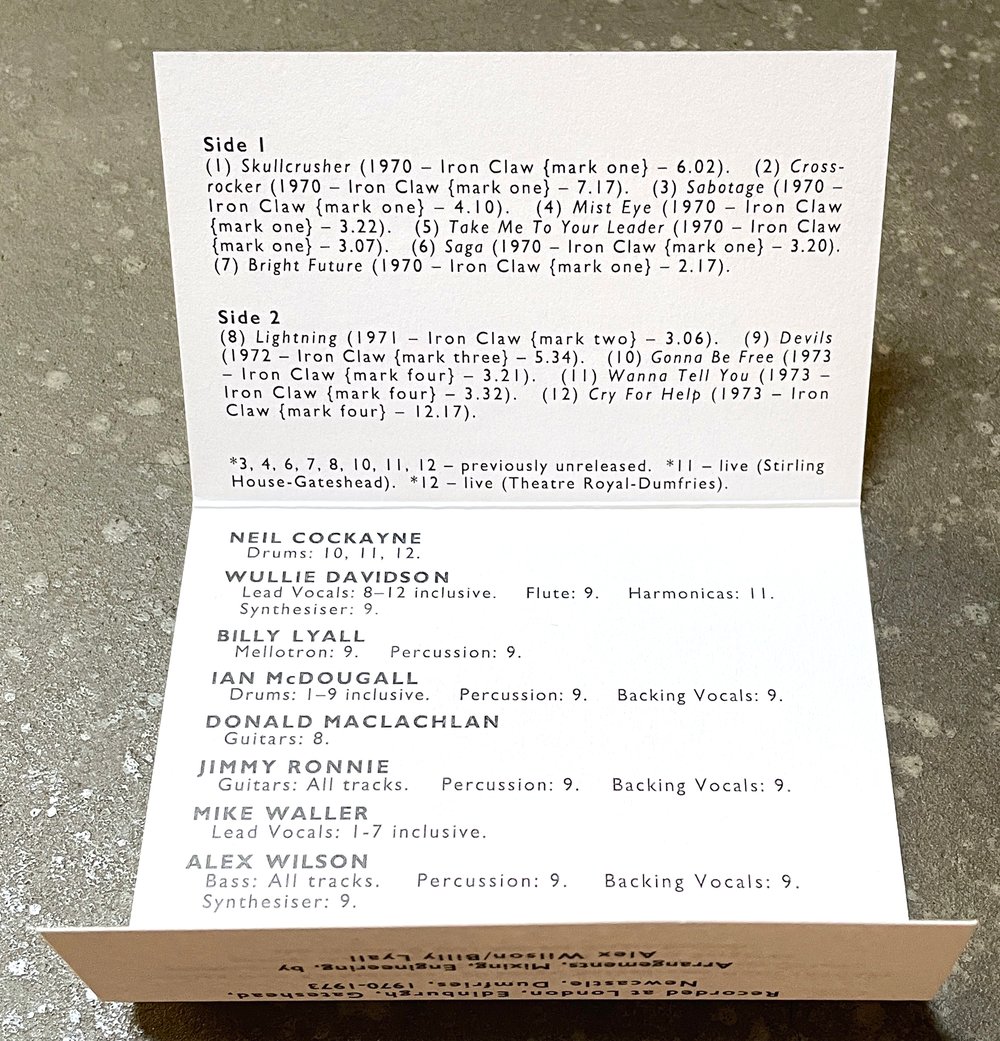 Side 1
(1) Skullcrusher (1970 – Iron Claw {mark one} – 6.02). (2) Cross-
rocker (1970 – Iron Claw {mark one} – 7.17). (3) Sabotage (1970 –
Iron Claw {mark one} – 4.10). (4) Mist Eye (1970 – Iron Claw
{mark one} – 3.22). (5) Take Me To Your Leader (1970 – Iron Claw
{mark one} – 3.07). (6) Saga (1970 – Iron Claw {mark one} – 3.20).
(7) Bright Future (1970 – Iron Claw {mark one} – 2.17).
Side 2
(8) Lightning (1971 – Iron Claw {mark two} – 3.06). (9) Devils
(1972 – Iron Claw {mark three} – 5.34). (10) Gonna Be Free (1973
– Iron Claw {mark four} – 3.21). (11) Wanna Tell You (1973 –
Iron Claw {mark four} – 3.32). (12) Cry For Help (1973 – Iron
Claw {mark four} – 12.17).
*3, 4, 6, 7, 8, 10, 11, 12 – previously unreleased. *11 – live (Stirling
House-Gateshead). *12 – live (Theatre Royal-Dumfries).
NEIL COCKAYNE
Drums: 10, 11, 12.
WULLIE DAVIDSON
Lead Vocals: 8–12 inclusive. Flute: 9. Harmonicas: 11.
Synthesiser: 9.
BILLY LYALL
Mellotron: 9. Percussion: 9.
IAN McDOUGALL
Drums: 1–9 inclusive. Percussion: 9. Backing Vocals: 9.
DONALD MACLACHLAN
Guitars: 8.
JIMMY RONNIE
Guitars: All tracks. Percussion: 9. Backing Vocals: 9.
MIKE WALLER
Lead Vocals: 1-7 inclusive.
ALEX WILSON
Bass: All tracks. Percussion: 9. Backing Vocals: 9.
Synthesiser: 9.
Recorded at London, Edinburgh, Gateshead,
Newcastle, Dumfries. 1970-1973
Arrangements, Mixing, Engineering, by
Alex Wilson/Billy Lyall